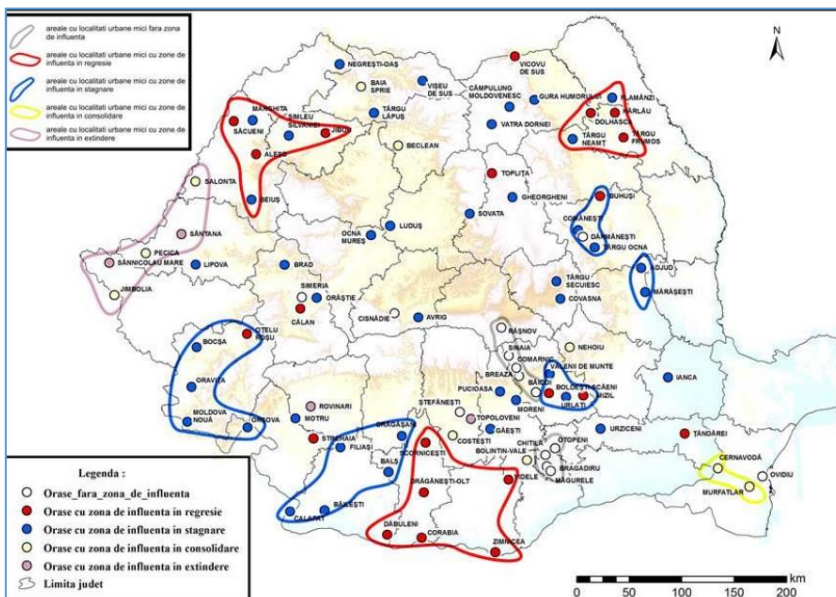 areale cu localitati urbane mici fara zona
de influenta
areale cu localitati urbane mici cu zone de
influenta in regresie
areale cu localitati urbane mici cu zone de
influenta in stagnare
areale cu localitati urbane mici cu zone de
influenta in consolidare
areale cu localitati urbane mici cu zone de
influenta in extindere
N
NEGREȘTI-OAȘ
BAIA
SPRIE
VIȘEU
DE SUS
TÂRGU
LĂPUȘ
VICOVU
DE SUS
CÂMPULUNG
MOLDOVENESC
GURA HUMORULUI
VATRA DORNEI
FLAMÂNZI
HÂRLĂU
DOLHASCA
TÂRGU
NEAMȚ
TÂRGU
FRUMOS
MARGHITA
SĂCUENI
ȘIMLEU
SILVANIEI
JIBOU
ALEȘD
BEIUȘ
BECLEAN
TOPLIȚA
GHEORGHENI
SOVATA
BUHUȘI
COMĂNEȘTI
DĂRMĂNEȘTI
TÂRGU OCNA
SALONTA
SÂNTANA
PECICA
SÂNNICOLAU MARE
LIPOVA
JIMBOLIA
OCNA
MUREȘ
LUDUȘ
BRAD
SIMERIA
ORĂȘTIE
CĂLAN
CISNĂDIE
AVRIG
TÂRGU
SECUIESC
COVASNA
ADJUD
MĂRĂȘEȘTI
BOCȘA
OȚELU
ROȘU
ORAVIȚA
MOLDOVA
NOUĂ
ORȘOVA
RÂȘNOV
SINAIA
COMARNIC
BREAZA
BĂICOI
NEHOIU
VALENII DE MUNTE
BOLDEȘTI-SCĂENI
MIZIL
URLAȚI
IANCA
PUCIOASA
MORENI
ȘTEFĂNEȘTI
TOPOLOVENI
GĂEȘTI
COSTEȘTI
ROVINARI
MOTRU
STREHAIA
FILIAȘI
DRĂGĂȘANI
BALȘ
BĂILEȘTI
CALAFAT
SCORNICEȘTI
DRĂGĂNEȘTI-OLT
DĂBULENI
CORABIA
ZIMNICEA
BOLINTIN-VALE
CHITILA
OTOPENI
BRAGADIRU
MĂGURELE
URZICENI
ȚĂNDĂREI
CERNAVODĂ
OVIDIU
MURFATLAR
Legenda :
Orase_fara_zona_de_influenta
Orase cu zona de influenta in regresie
Orase cu zona de influenta in stagnare
Orase cu zona de influenta in consolidare
Orase cu zona de influenta in extindere
Limita judet
km
0 25 50 100 150 200